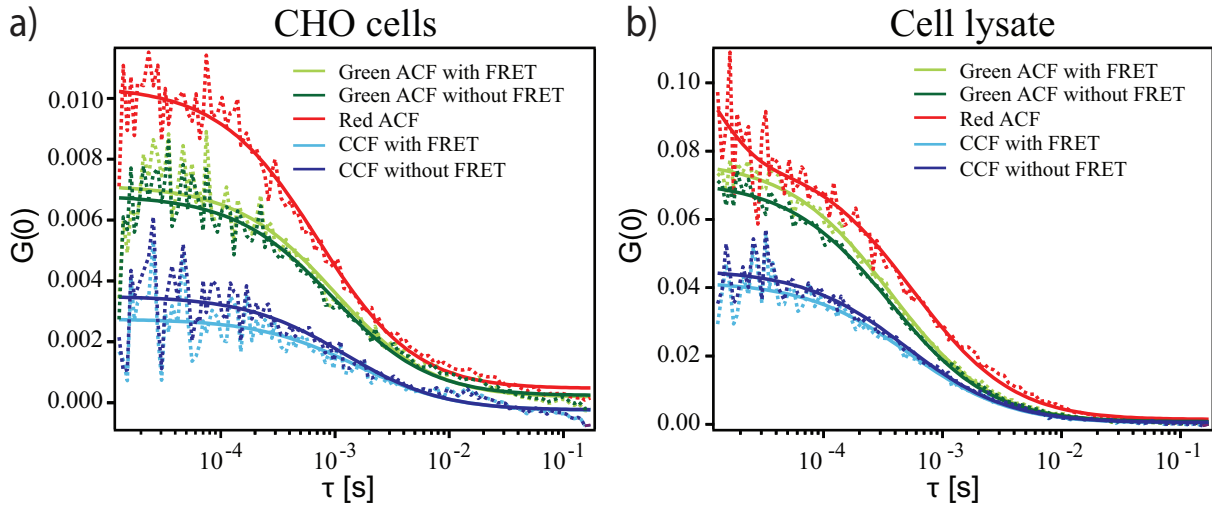 a) CHO cells
Green ACF with FRET
Green ACF without FRET
Red ACF
CCF with FRET
CCF without FRET
G(0)
0.010
0.008
0.006
0.004
0.002
0.000
10-4 10-3 10-2 10-1
τ [s]
b) Cell lysate
Green ACF with FRET
Green ACF without FRET
Red ACF
CCF with FRET
CCF without FRET
G(0)
0.10
0.08
0.06
0.04
0.02
0.00
10-4 10-3 10-2 10-1
τ [s]